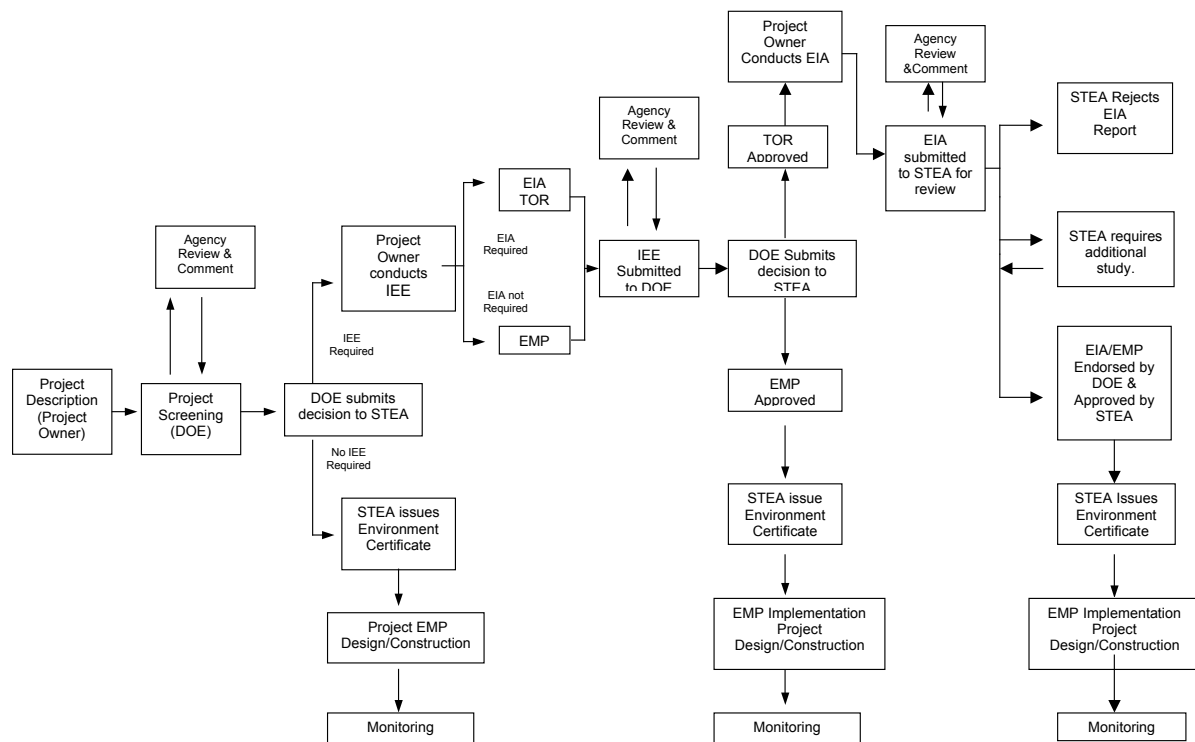 Project
Description
(Project
Owner)
Agency
Review &
Comment
Project
Screening
(DOE)
DOE submits
decision to STEA
IEE
Required
No IEE
Required
STEA issues
Environment
Certificate
Project EMP
Design/Construction
Monitoring
Project
Owner
conducts
IEE
EIA
TOR
EIA
Required
EIA not
Required
EMP
Agency
Review &
Comment
IEE
Submitted
to DOE
DOE Submits
decision to
STEA
TOR
Approved
Project
Owner
Conducts EIA
EMP
Approved
STEA issue
Environment
Certificate
EMP Implementation
Project
Design/Construction
Monitoring
Agency
Review
&Comment
EIA
submitted
to STEA for
review
STEA Rejects
EIA
Report
STEA requires
additional
study.
EIA/EMP
Endorsed by
DOE &
Approved by
STEA
STEA Issues
Environment
Certificate
EMP Implementation
Project
Design/Construction
Monitoring